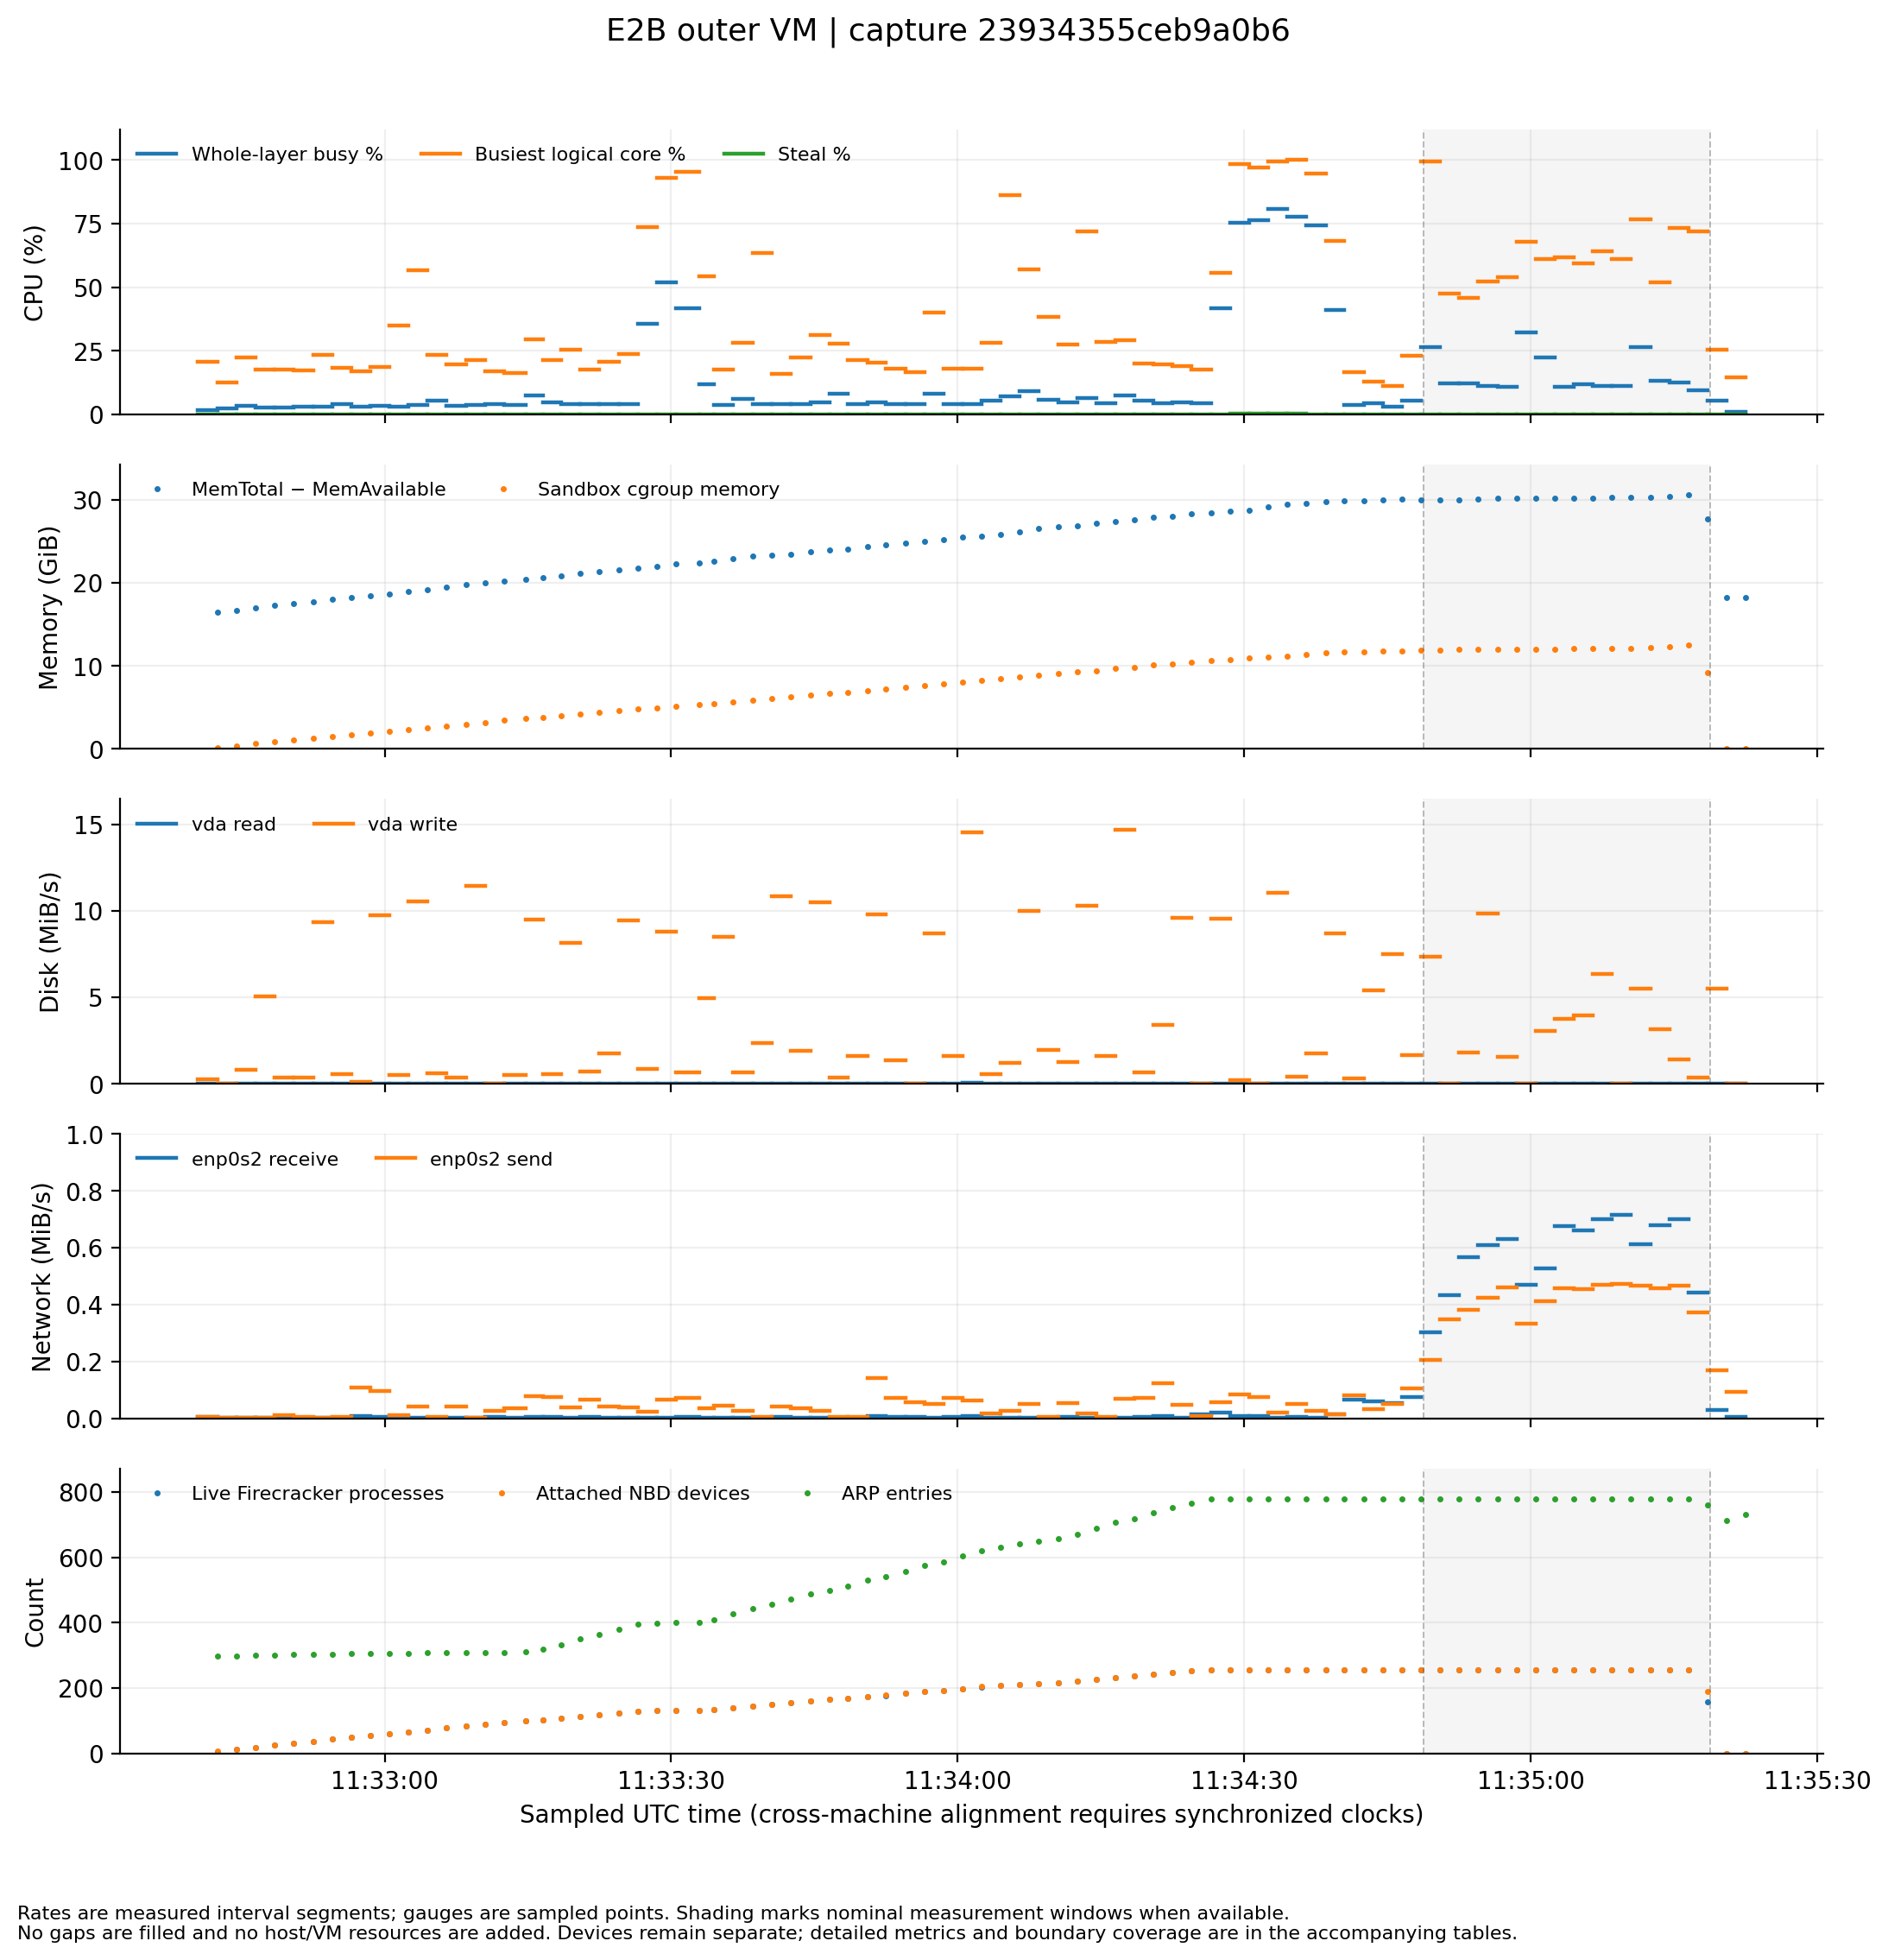 E2B outer VM | capture 23934355ceb9a0b6
Whole-layer busy % Busiest logical core % Steal %
100
75
50
25
0
CPU (%)
MemTotal − MemAvailable Sandbox cgroup memory
30
20
10
0
Memory (GiB)
vda read vda write
15
10
5
0
Disk (MiB/s)
enp0s2 receive enp0s2 send
1.0
0.8
0.6
0.4
0.2
0.0
Network (MiB/s)
Live Firecracker processes Attached NBD devices ARP entries
800
600
400
200
0
Count
11:33:00 11:33:30 11:34:00 11:34:30 11:35:00 11:35:30
Sampled UTC time (cross-machine alignment requires synchronized clocks)
Rates are measured interval segments; gauges are sampled points. Shading marks nominal measurement windows when available.
No gaps are filled and no host/VM resources are added. Devices remain separate; detailed metrics and boundary coverage are in the accompanying tables.